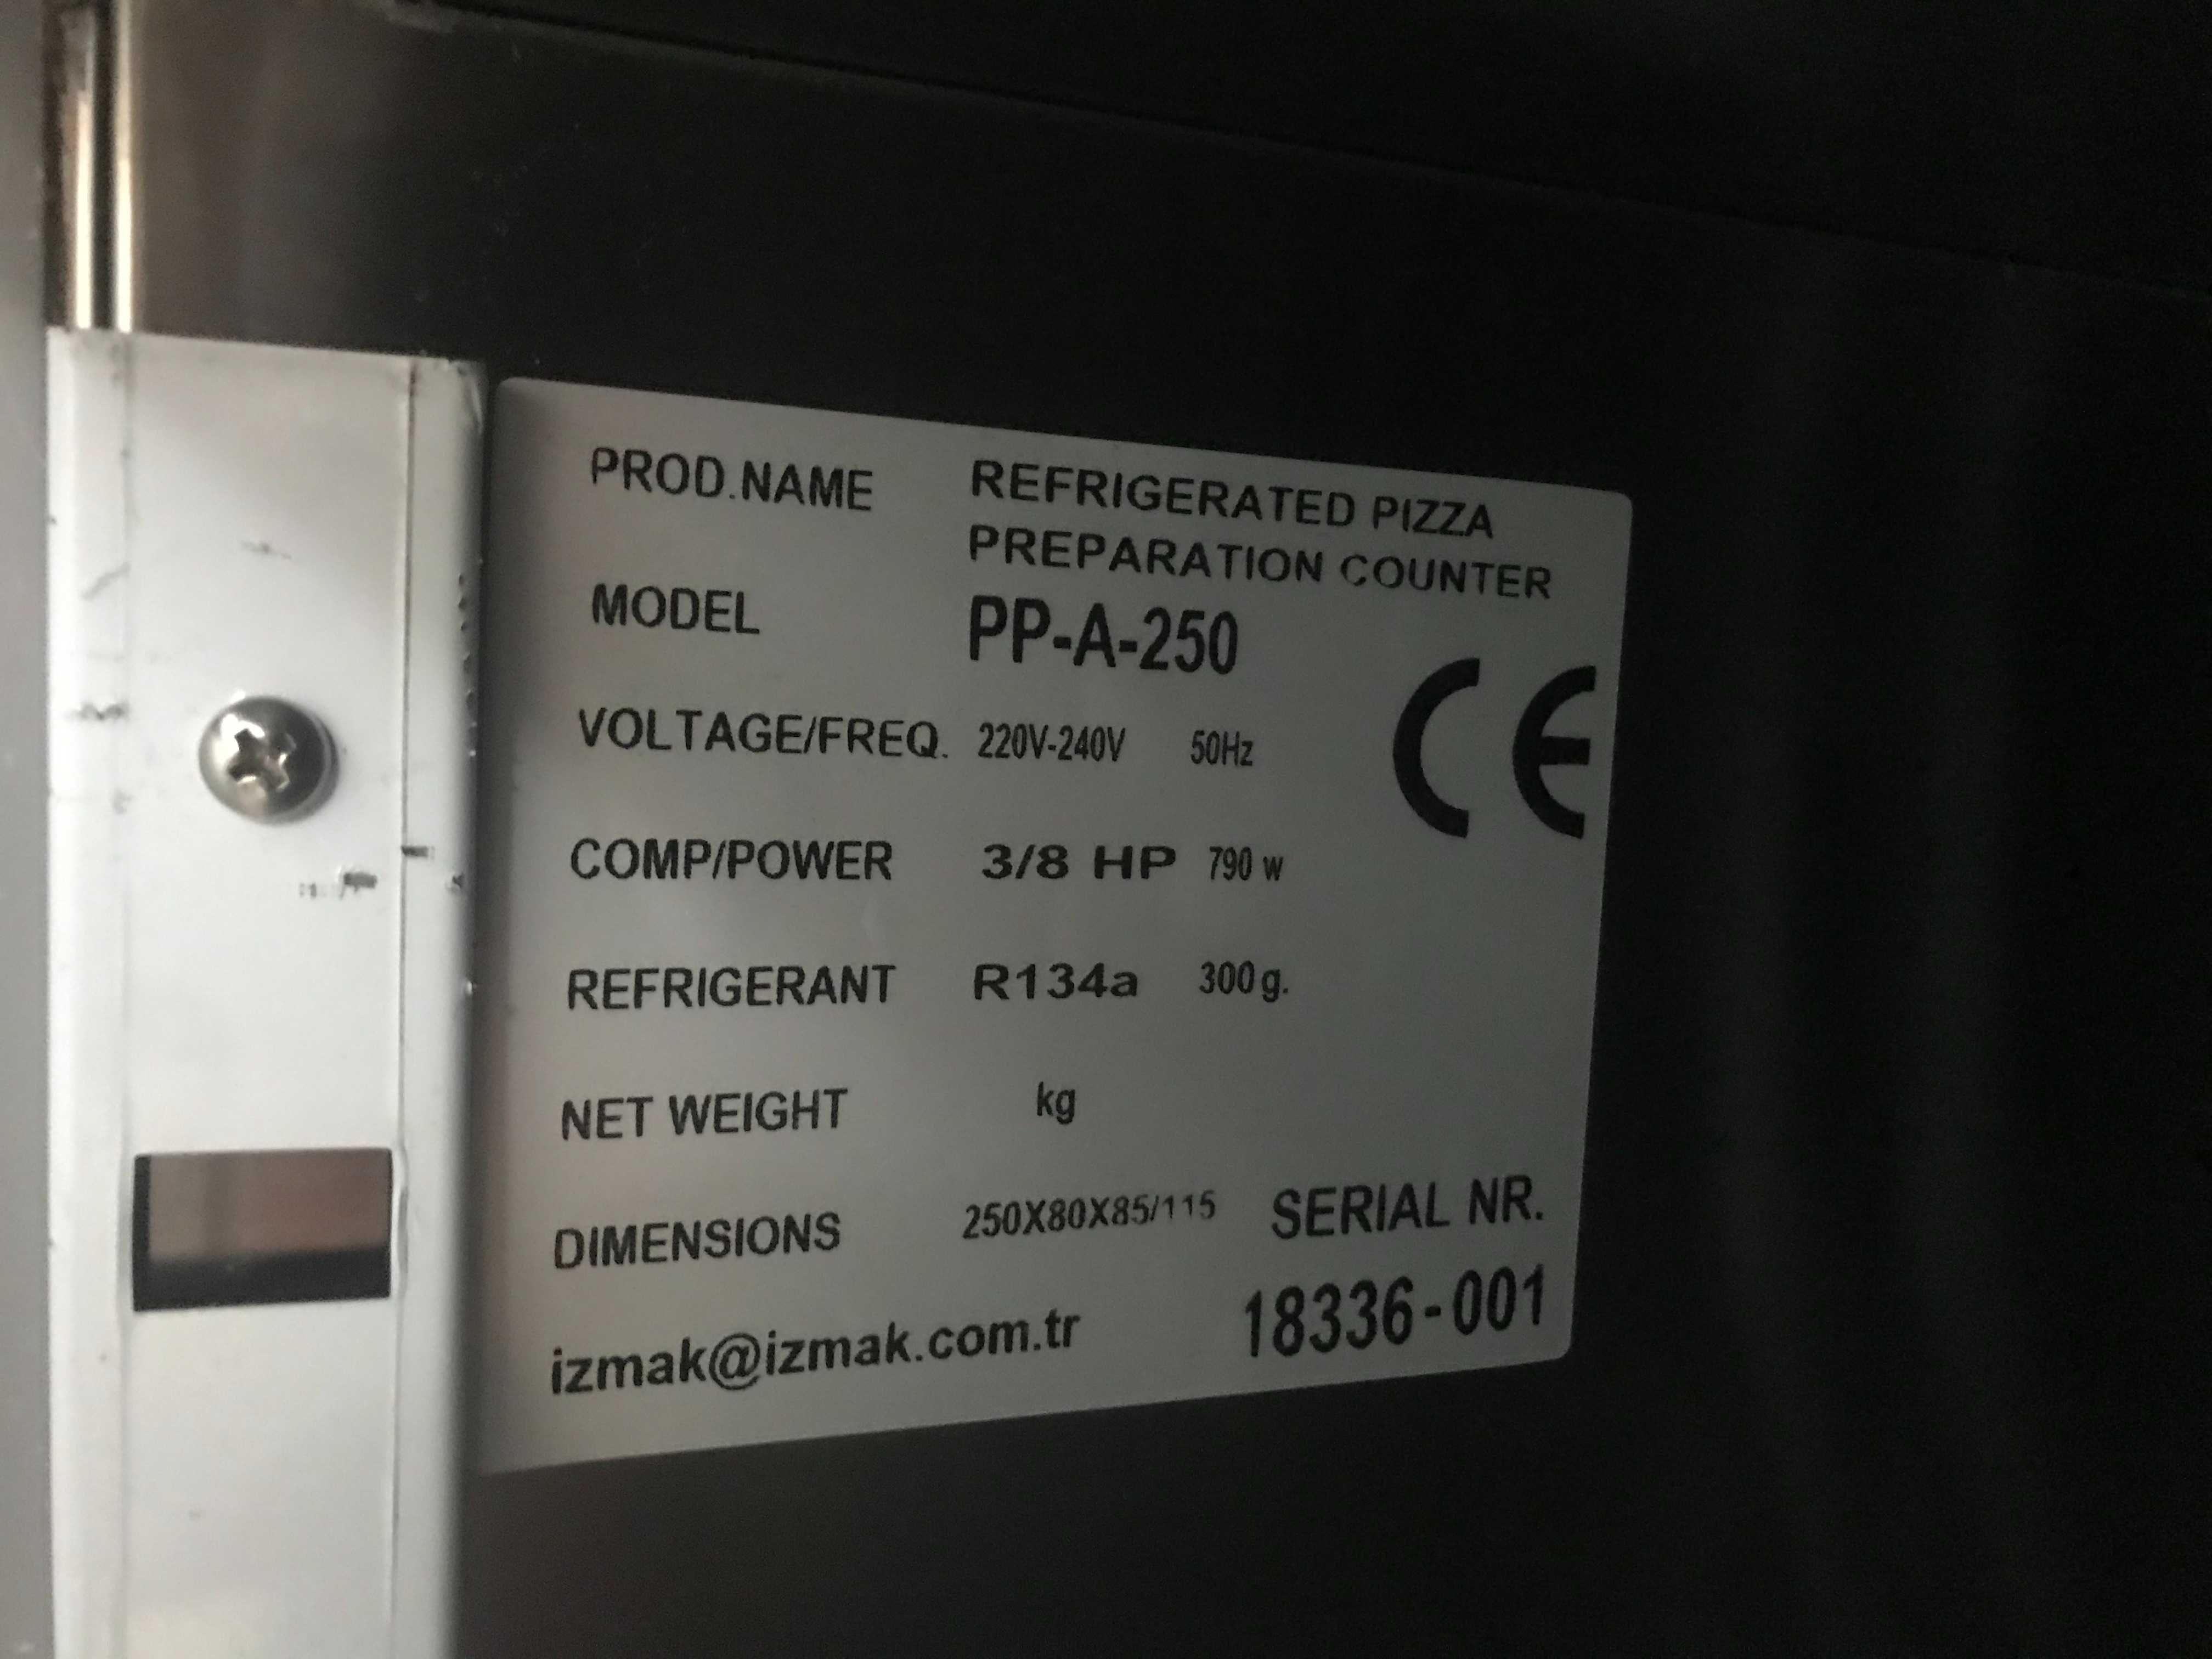 PROD.NAME REFRIGERATED PIZZA
PREPARATION COUNTER
MODEL PP-A-250
VOLTAGE/FREQ. 220V-240V 50Hz
CE
COMP/POWER 3/8 HP 790 w
REFRIGERANT R134a 300 g.
NET WEIGHT kg
DIMENSIONS 250X80X85/115 SERIAL NR.
izmak@izmak.com.tr 18336-001